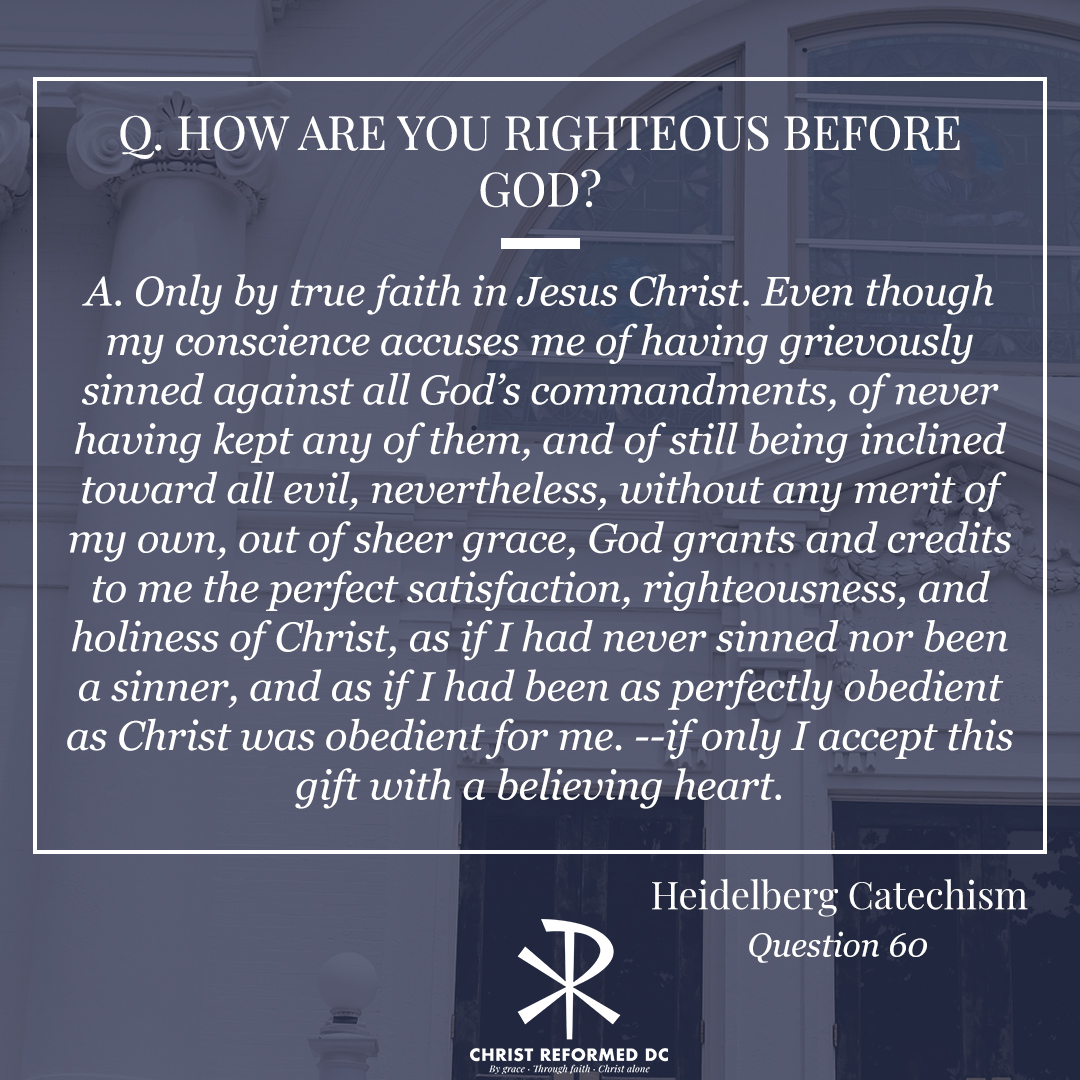 Q. HOW ARE YOU RIGHTEOUS BEFORE
GOD?
A. Only by true faith in Jesus Christ. Even though
my conscience accuses me of having grievously
sinned against all God’s commandments, of never
having kept any of them, and of still being inclined
toward all evil, nevertheless, without any merit of
my own, out of sheer grace, God grants and credits
to me the perfect satisfaction, righteousness, and
holiness of Christ, as if I had never sinned nor been
a sinner, and as if I had been as perfectly obedient
as Christ was obedient for me. --if only I accept this
gift with a believing heart.
Heidelberg Catechism
Question 60
CHRIST REFORMED DC
By grace · Through faith · Christ alone